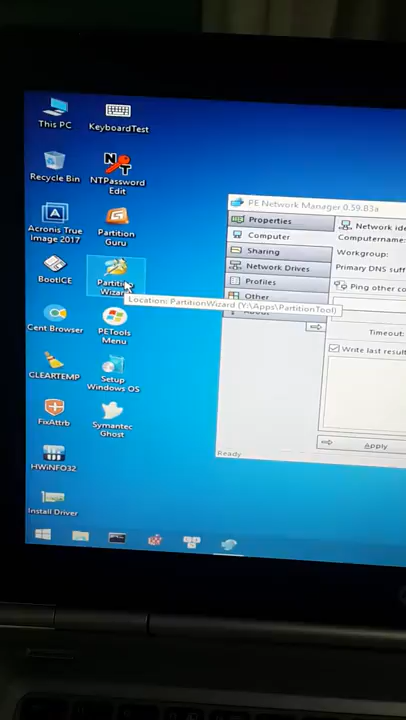 This PC
KeyboardTest
Recycle Bin
NTPassword
Edit
Acronis True
Image 2017
Partition
Guru
BootICE
Partition
Wizar
Location: PartitionWizard (Y:\Apps\PartitionTool)
Cent Browser
PETools
Menu
CLEARTEMP
Setup
Windows OS
FixAttrb
Symantec
Ghost
HWiNFO32
Install Driver
PE Network Manager 0.59.B3a
Properties
Computer
Sharing
Network Drives
Profiles
Other
Network ide
Computername:
Workgroup:
Primary DNS suff
Ping other co
Timeout:
Write last result
Apply
Ready